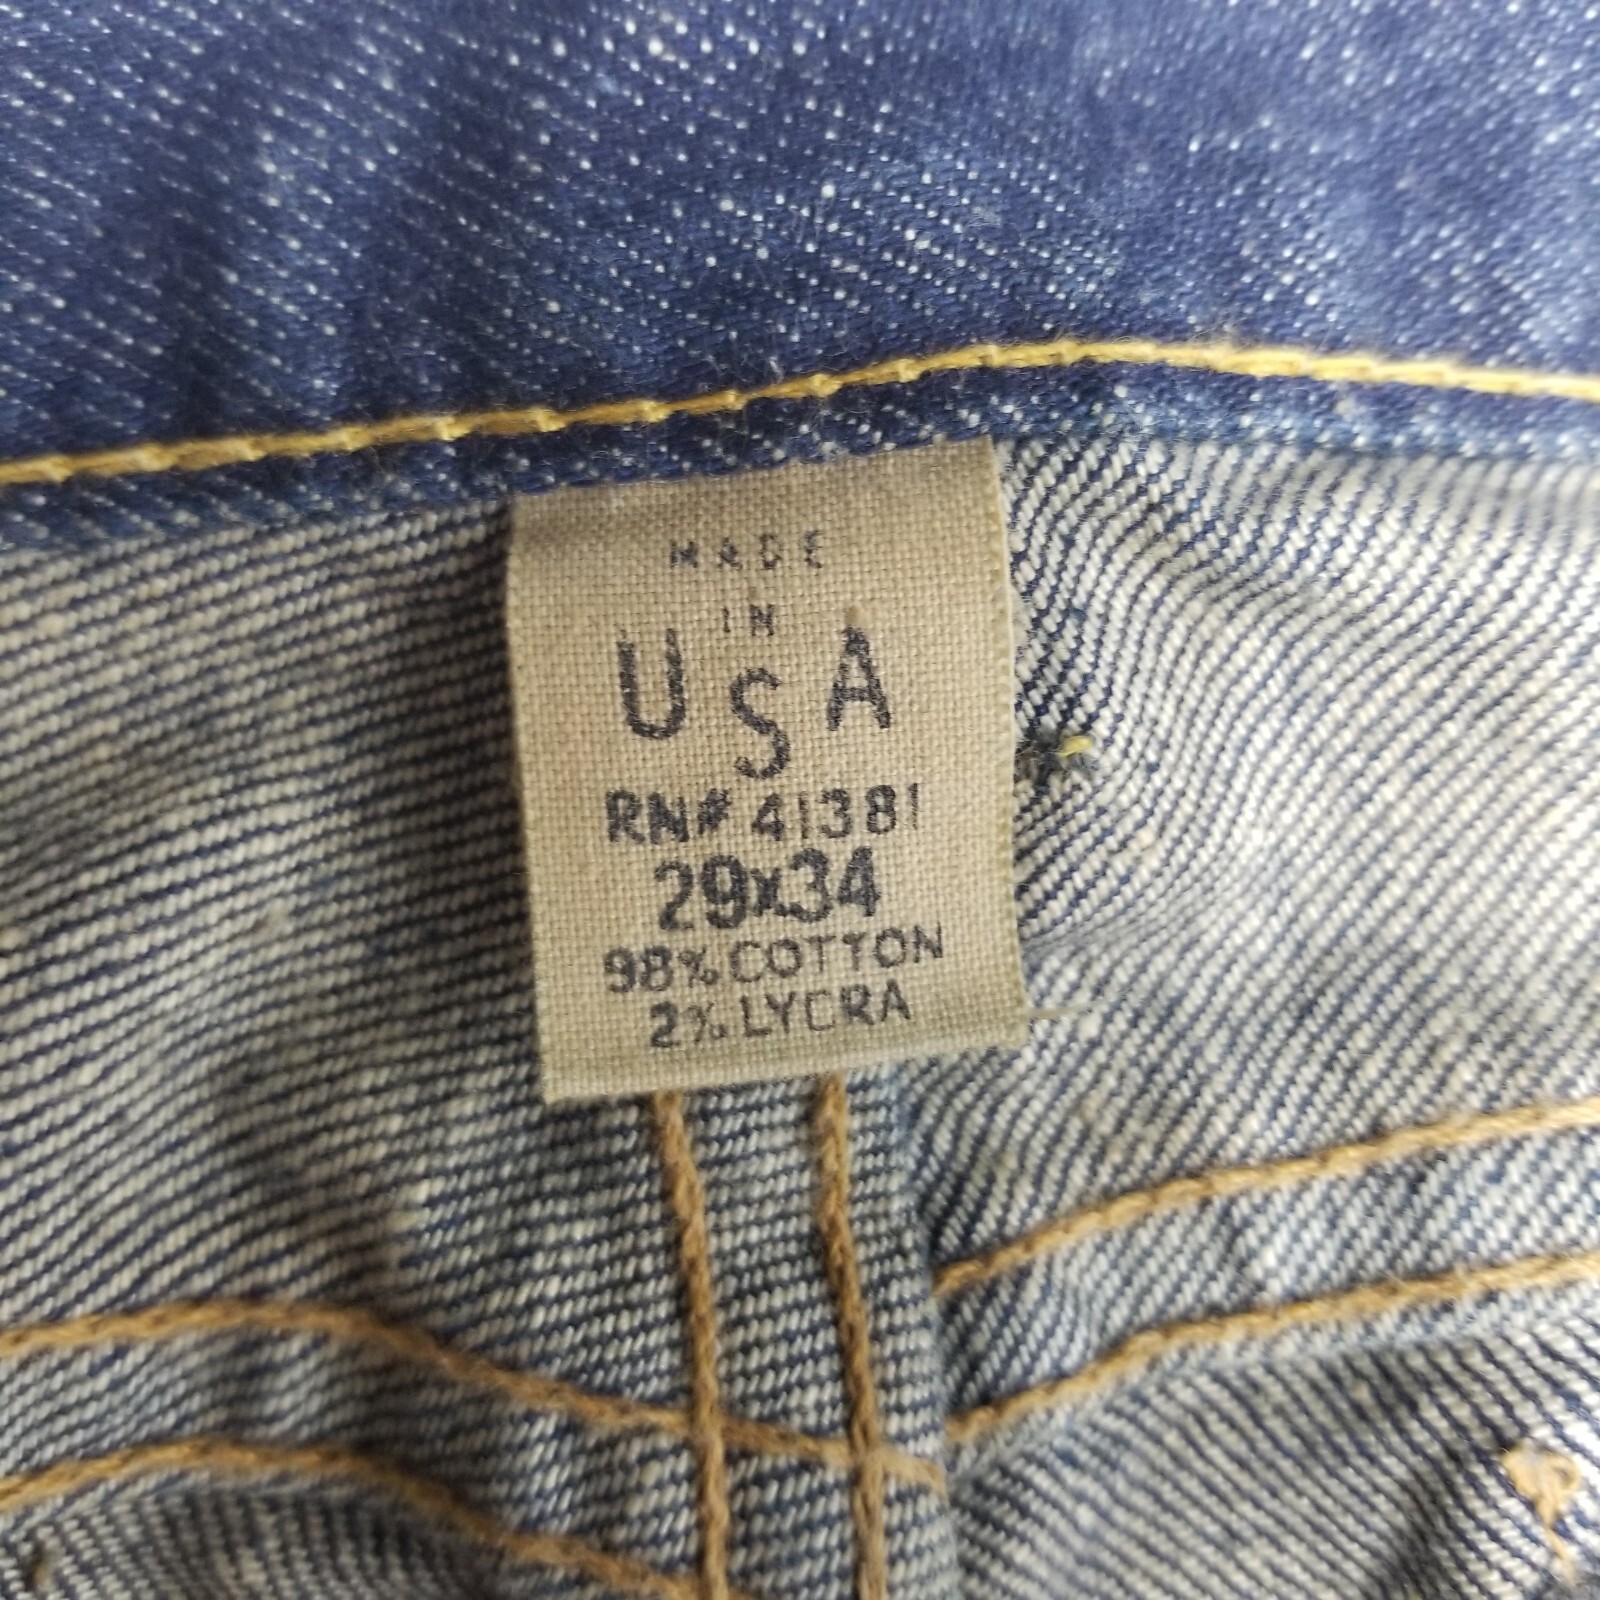 MADE
IN
USA
RN# 41381
29x34
98% COTTON
2% LYCRA